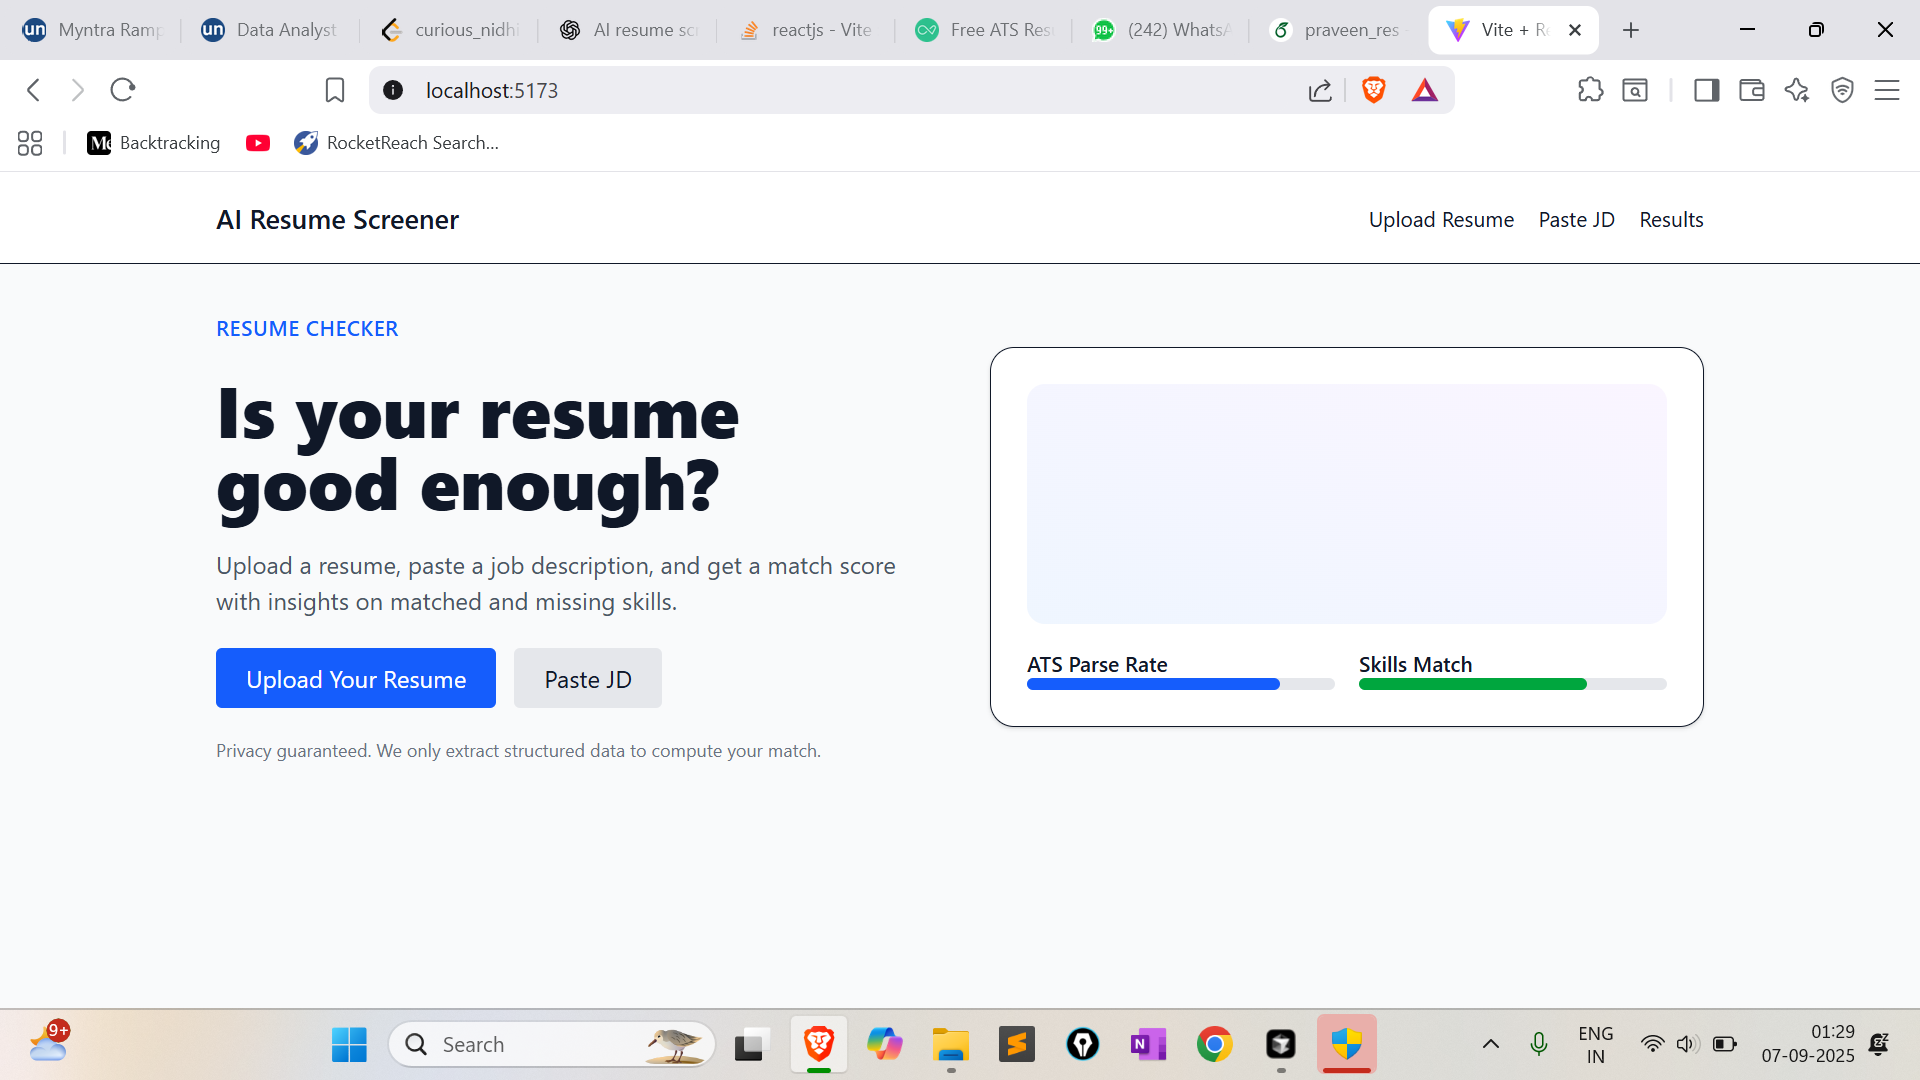 Myntra Ramp
Data Analyst
curious_nidhi
AI resume scr
reactjs - Vite
Free ATS Res
99+
(242) WhatsA
praveen_res
Vite + Re
localhost:5173
Backtracking
RocketReach Search...
AI Resume Screener
Upload Resume
Paste JD
Results
RESUME CHECKER
Is your resume
good enough?
Upload a resume, paste a job description, and get a match score
with insights on matched and missing skills.
Upload Your Resume
Paste JD
Privacy guaranteed. We only extract structured data to compute your match.
ATS Parse Rate
Skills Match
9+
Search
ENG
IN
01:29
07-09-2025